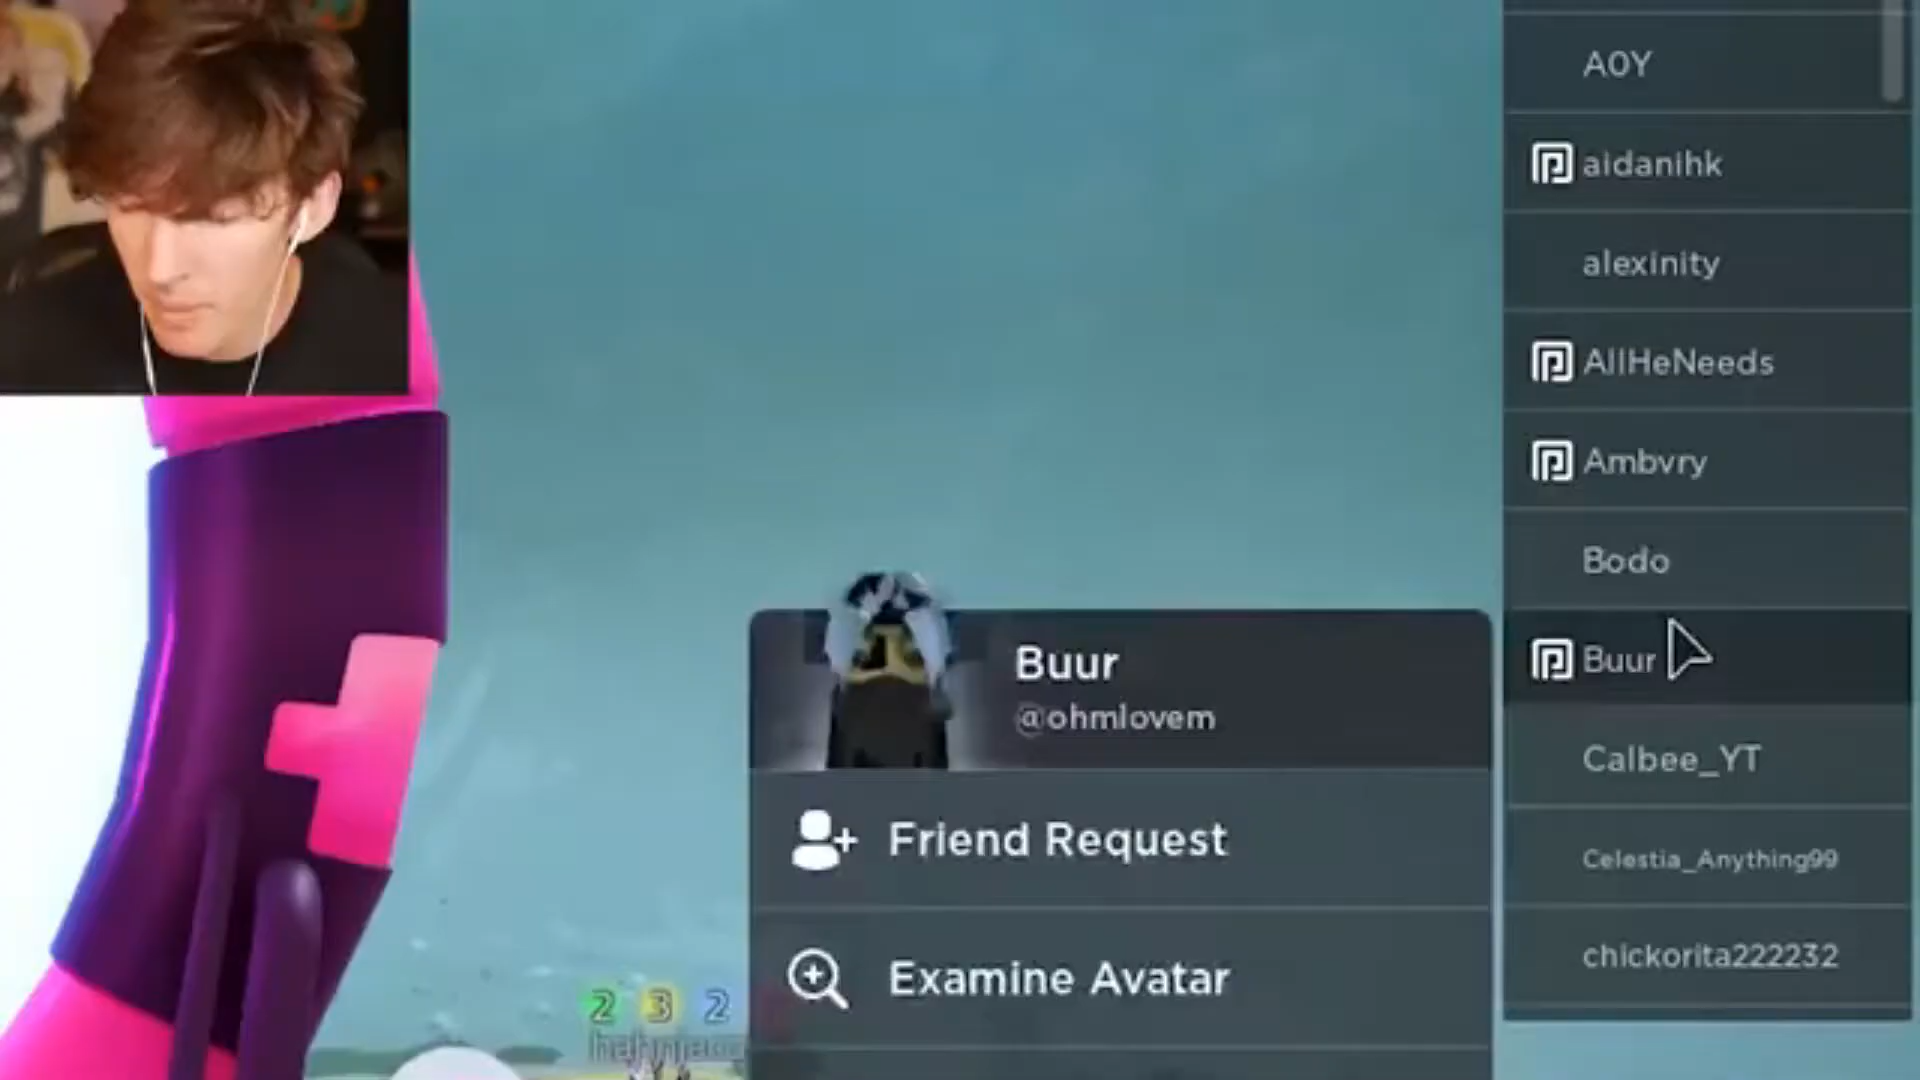 A0Y
aidanihk
alexinity
AllHeNeeds
Ambvry
Bodo
Buur
Calbee_YT
Celestia_Anything99
chickorita222232
Buur
@ohmlovem
Friend Request
Examine Avatar
2 3 2